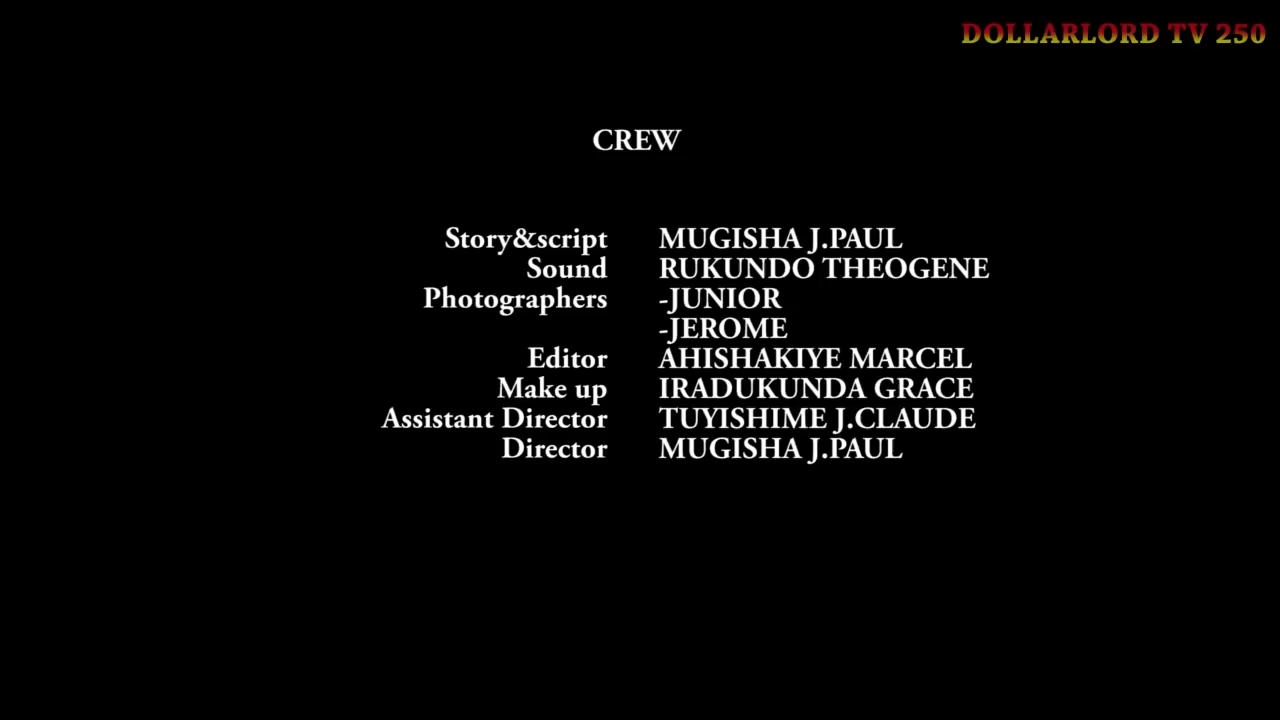 DOLLARLORD TV 250
CREW
Story&script MUGISHA J.PAUL
Sound RUKUNDO THEOGENE
Photographers -JUNIOR
-JEROME
Editor AHISHAKIYE MARCEL
Make up IRADUKUNDA GRACE
Assistant Director TUYISHIME J.CLAUDE
Director MUGISHA J.PAUL